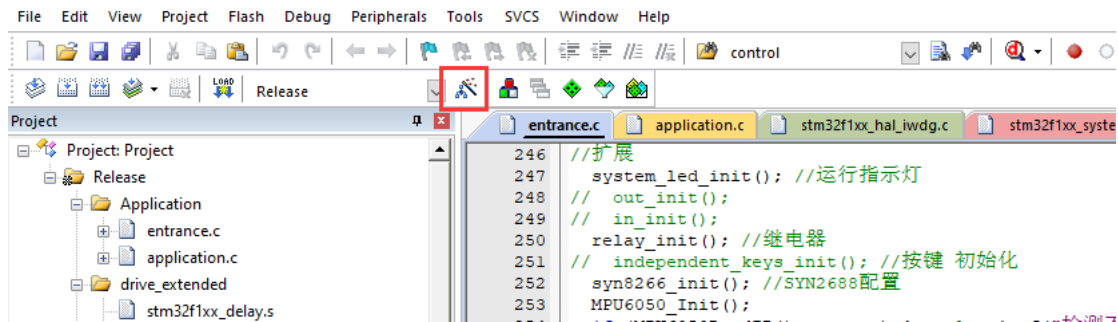 File Edit View Project Flash Debug Peripherals Tools SVCS Window Help
control
LOAD Release
Project
entrance.c application.c stm32f1xx_hal_iwdg.c stm32f1xx_syste
Project: Project
Release
Application
entrance.c
application.c
drive_extended
stm32f1xx_delay.s
246 //扩展
247 system_led_init(); //运行指示灯
248 // out_init();
249 // in_init();
250 relay_init(); //继电器
251 // independent_keys_init(); //按键 初始化
252 syn8266_init(); //SYN2688配置
253 MPU6050_Init();